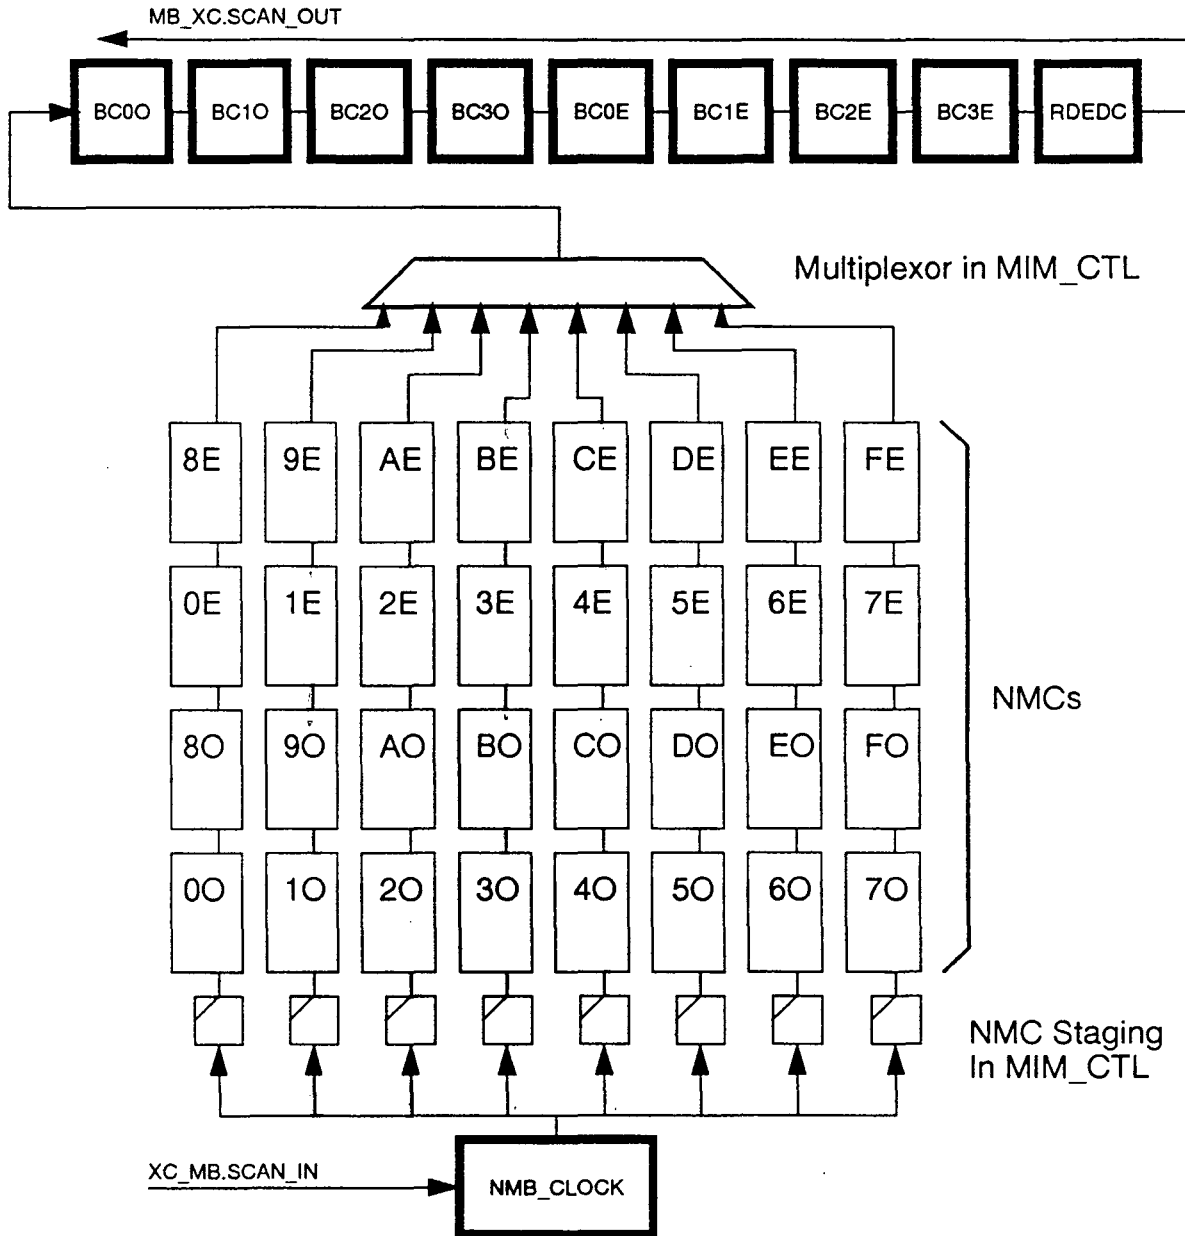 MB_XC.SCAN_OUT
BC0O BC1O BC2O BC3O BC0E BC1E BC2E BC3E RDEDC
Multiplexor in MIM_CTL
8E 9E AE BE CE DE EE FE
0E 1E 2E 3E 4E 5E 6E 7E
NMCs
8O 9O AO BO CO DO EO FO
0O 1O 2O 3O 4O 5O 6O 7O
NMC Staging
In MIM_CTL
XC_MB.SCAN_IN
NMB_CLOCK